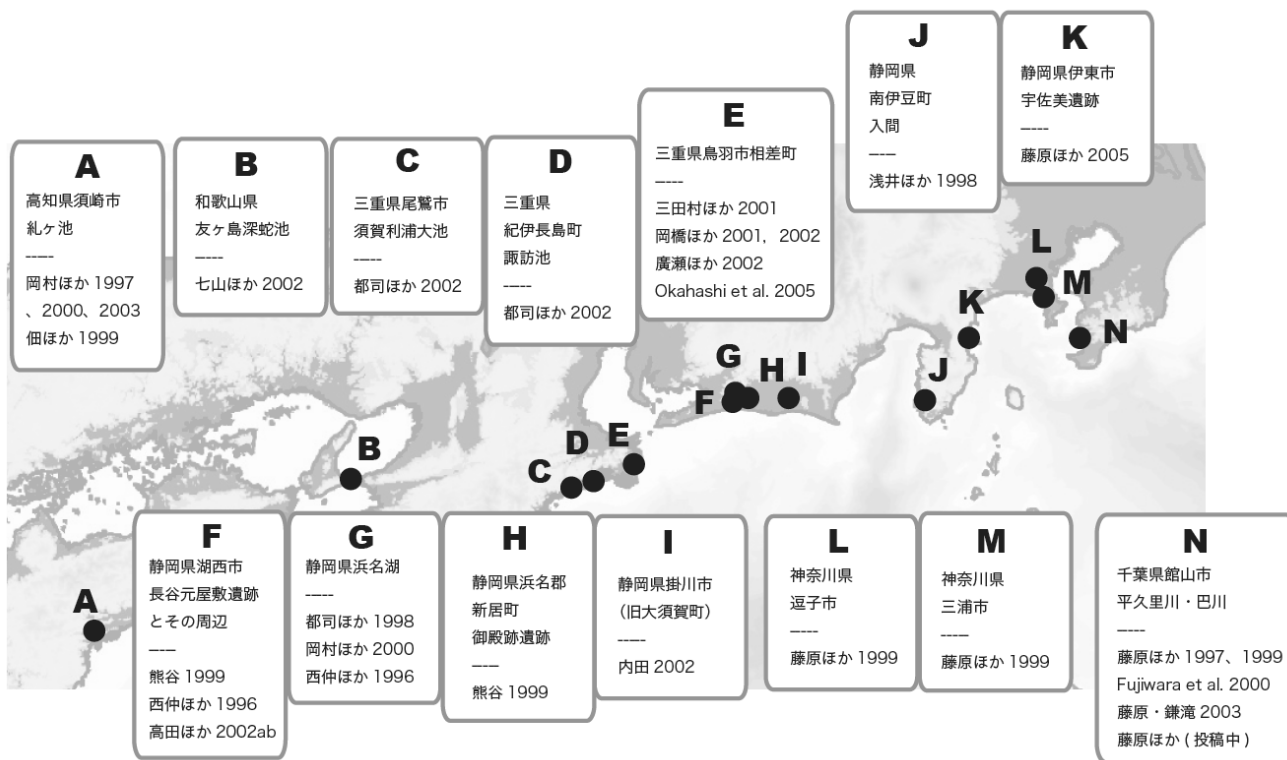 A
高知県須崎市
糺ヶ池
-----
岡村ほか 1997
、2000、2003
佃ほか 1999
B
和歌山県
友ヶ島深蛇池
-----
七山ほか 2002
C
三重県尾鷲市
須賀利浦大池
-----
都司ほか 2002
D
三重県
紀伊長島町
諏訪池
-----
都司ほか 2002
E
三重県鳥羽市相差町
-----
三田村ほか 2001
岡橋ほか 2001，2002
廣瀬ほか 2002
Okahashi et al. 2005
J
静岡県
南伊豆町
入間
-----
浅井ほか 1998
K
静岡県伊東市
宇佐美遺跡
-----
藤原ほか 2005
L
M
K
N
G
H
I
J
F
E
D
B
C
A
F
静岡県湖西市
長谷元屋敷遺跡
とその周辺
-----
熊谷 1999
西仲ほか 1996
高田ほか 2002ab
G
静岡県浜名湖
-----
都司ほか 1998
岡村ほか 2000
西仲ほか 1996
H
静岡県浜名郡
新居町
御殿跡遺跡
-----
熊谷 1999
I
静岡県掛川市
（旧大須賀町）
-----
内田 2002
L
神奈川県
逗子市
-----
藤原ほか 1999
M
神奈川県
三浦市
-----
藤原ほか 1999
N
千葉県館山市
平久里川・巴川
-----
藤原ほか 1997、1999
Fujiwara et al. 2000
藤原・鎌滝 2003
藤原ほか ( 投稿中 )